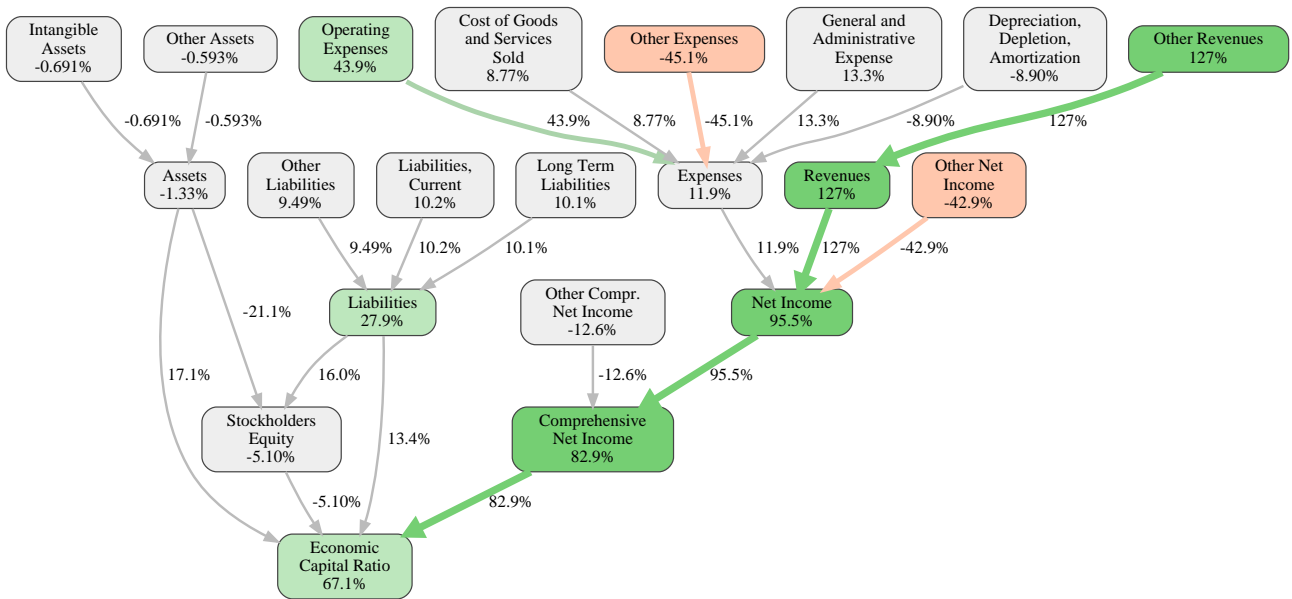 Intangible
Assets
-0.691%
Other Assets
-0.593%
Operating
Expenses
43.9%
Cost of Goods
and Services
Sold
8.77%
Other Expenses
-45.1%
General and
Administrative
Expense
13.3%
Depreciation,
Depletion,
Amortization
-8.90%
Other Revenues
127%
-0.691%
-0.593%
43.9%
8.77%
-45.1%
13.3%
-8.90%
127%
Assets
-1.33%
Other
Liabilities
9.49%
Liabilities,
Current
10.2%
Long Term
Liabilities
10.1%
Expenses
11.9%
Revenues
127%
Other Net
Income
-42.9%
9.49%
10.2%
10.1%
11.9%
127%
-42.9%
Liabilities
27.9%
Other Compr.
Net Income
-12.6%
Net Income
95.5%
-21.1%
17.1%
16.0%
-12.6%
95.5%
Stockholders
Equity
-5.10%
13.4%
Comprehensive
Net Income
82.9%
-5.10%
82.9%
Economic
Capital Ratio
67.1%